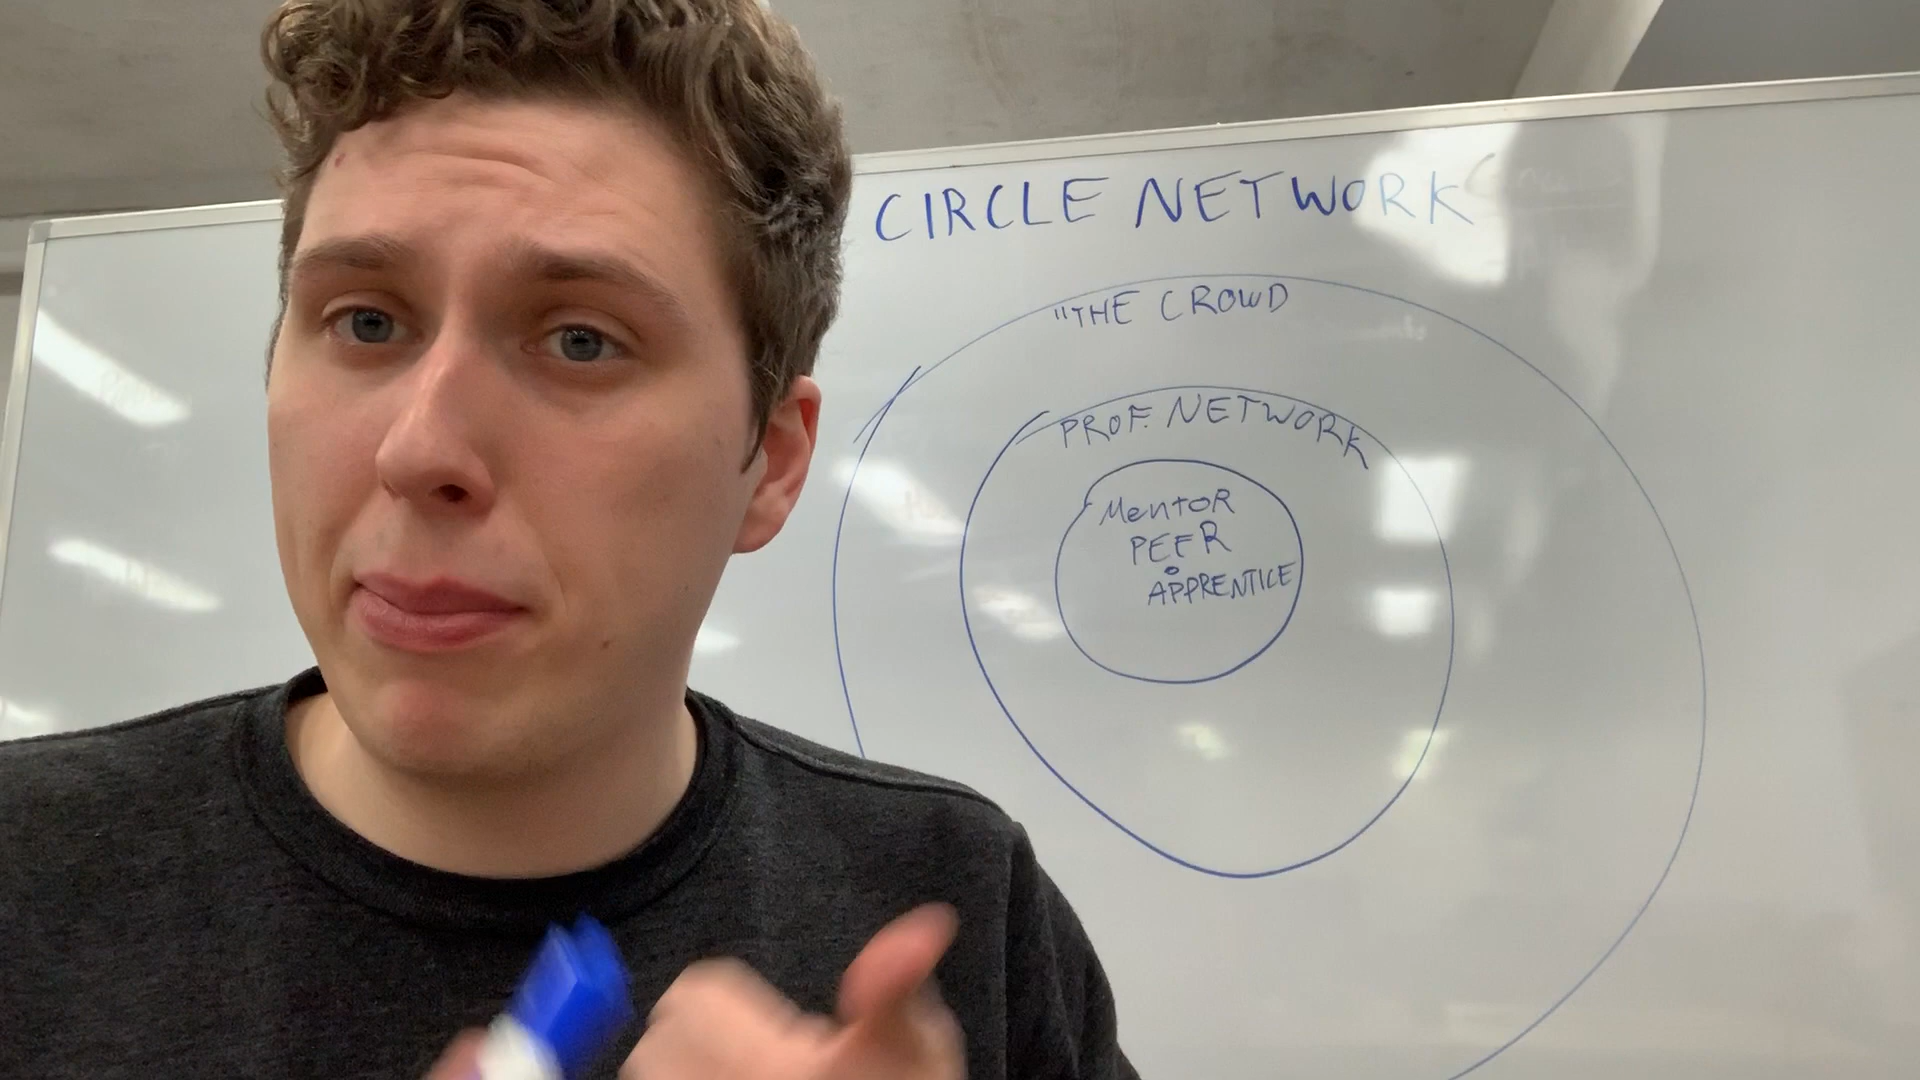 CIRCLE NETWORK
"THE CROWD
PROF. NETWORK
MentoR
PEER
APPRENTICE